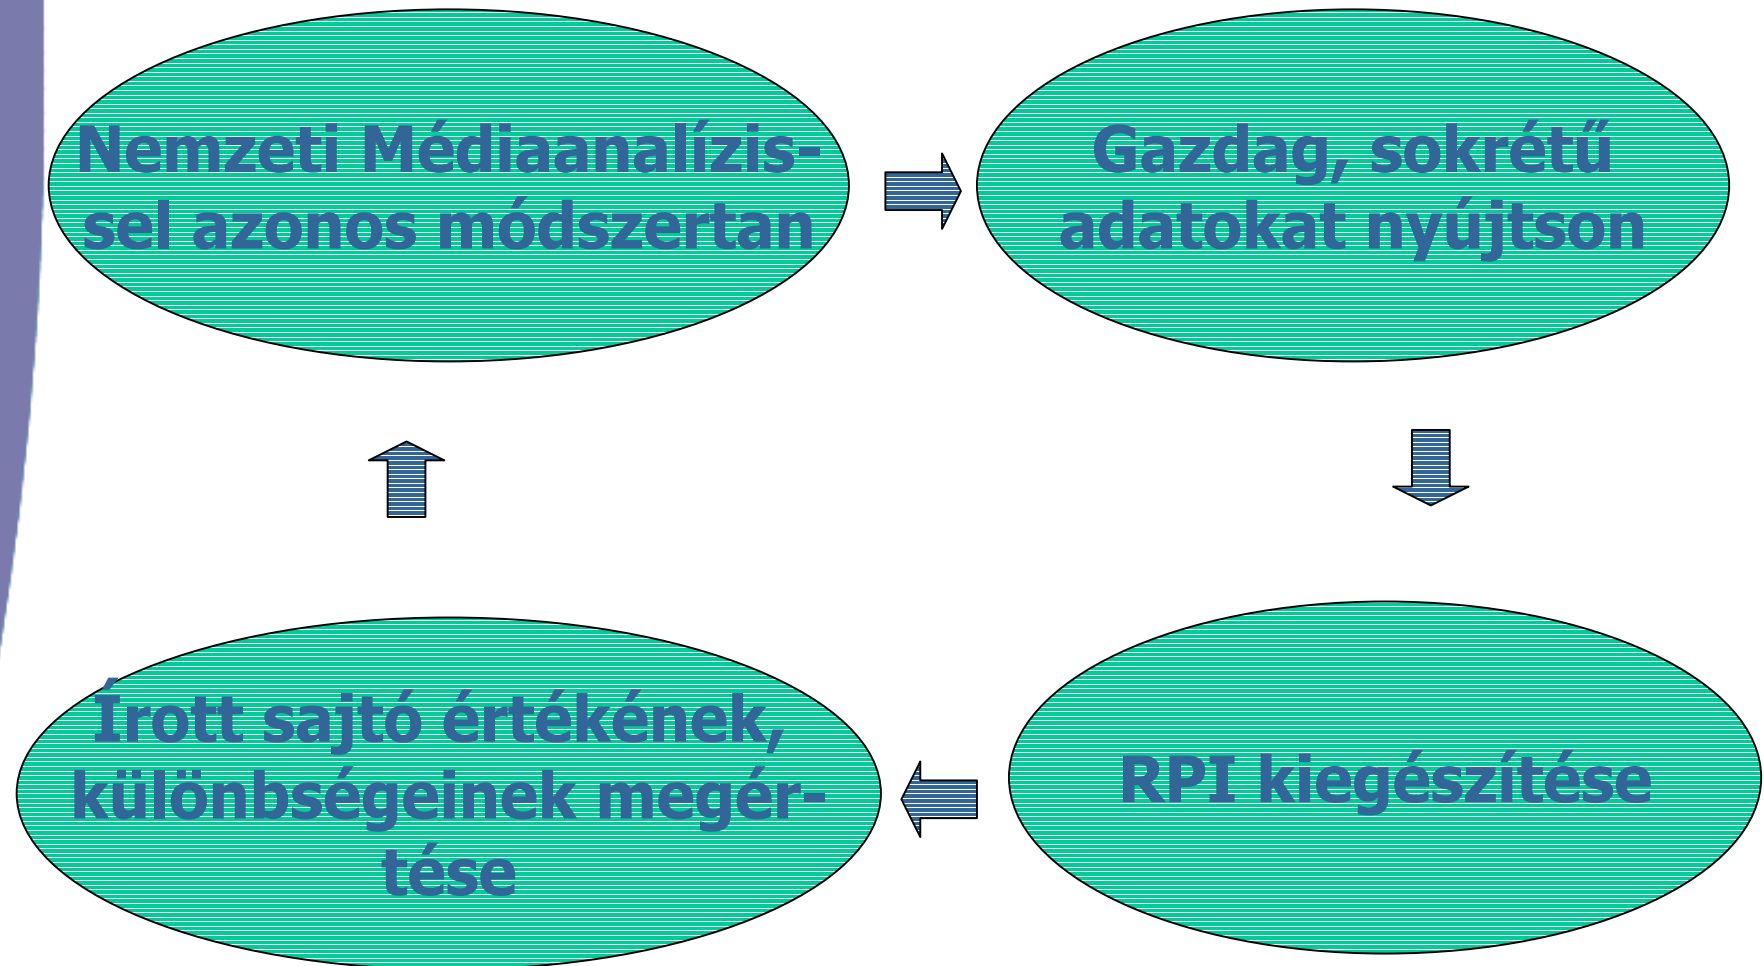 Nemzeti Médiaanalízis-
sel azonos módszertan
Gazdag, sokrétű
adatokat nyújtson
Írott sajtó értékének,
különbségeinek megér-
tése
RPI kiegészítése